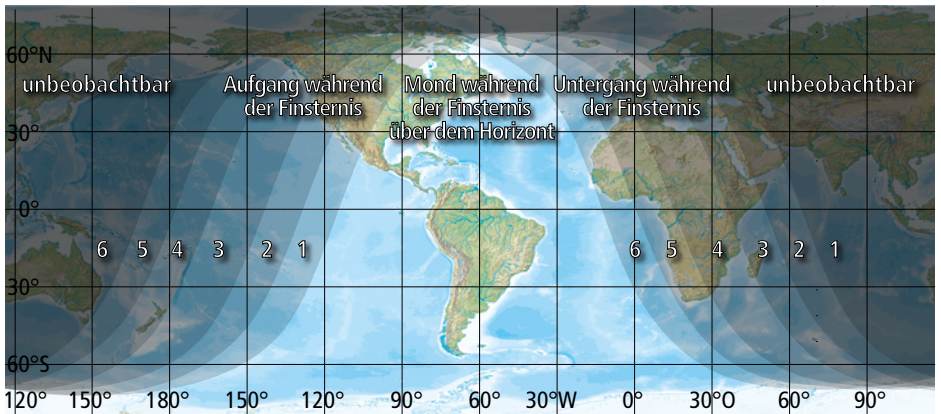 60°N
unbeobachtbar
Aufgang während
der Finsternis
Mond während
der Finsternis
über dem Horizont
Untergang während
der Finsternis
unbeobachtbar
30°
0°
6 5 4 3 2 1
6 5 4 3 2 1
30°
60°S
120° 150° 180° 150° 120° 90° 60° 30°W 0° 30°O 60° 90°